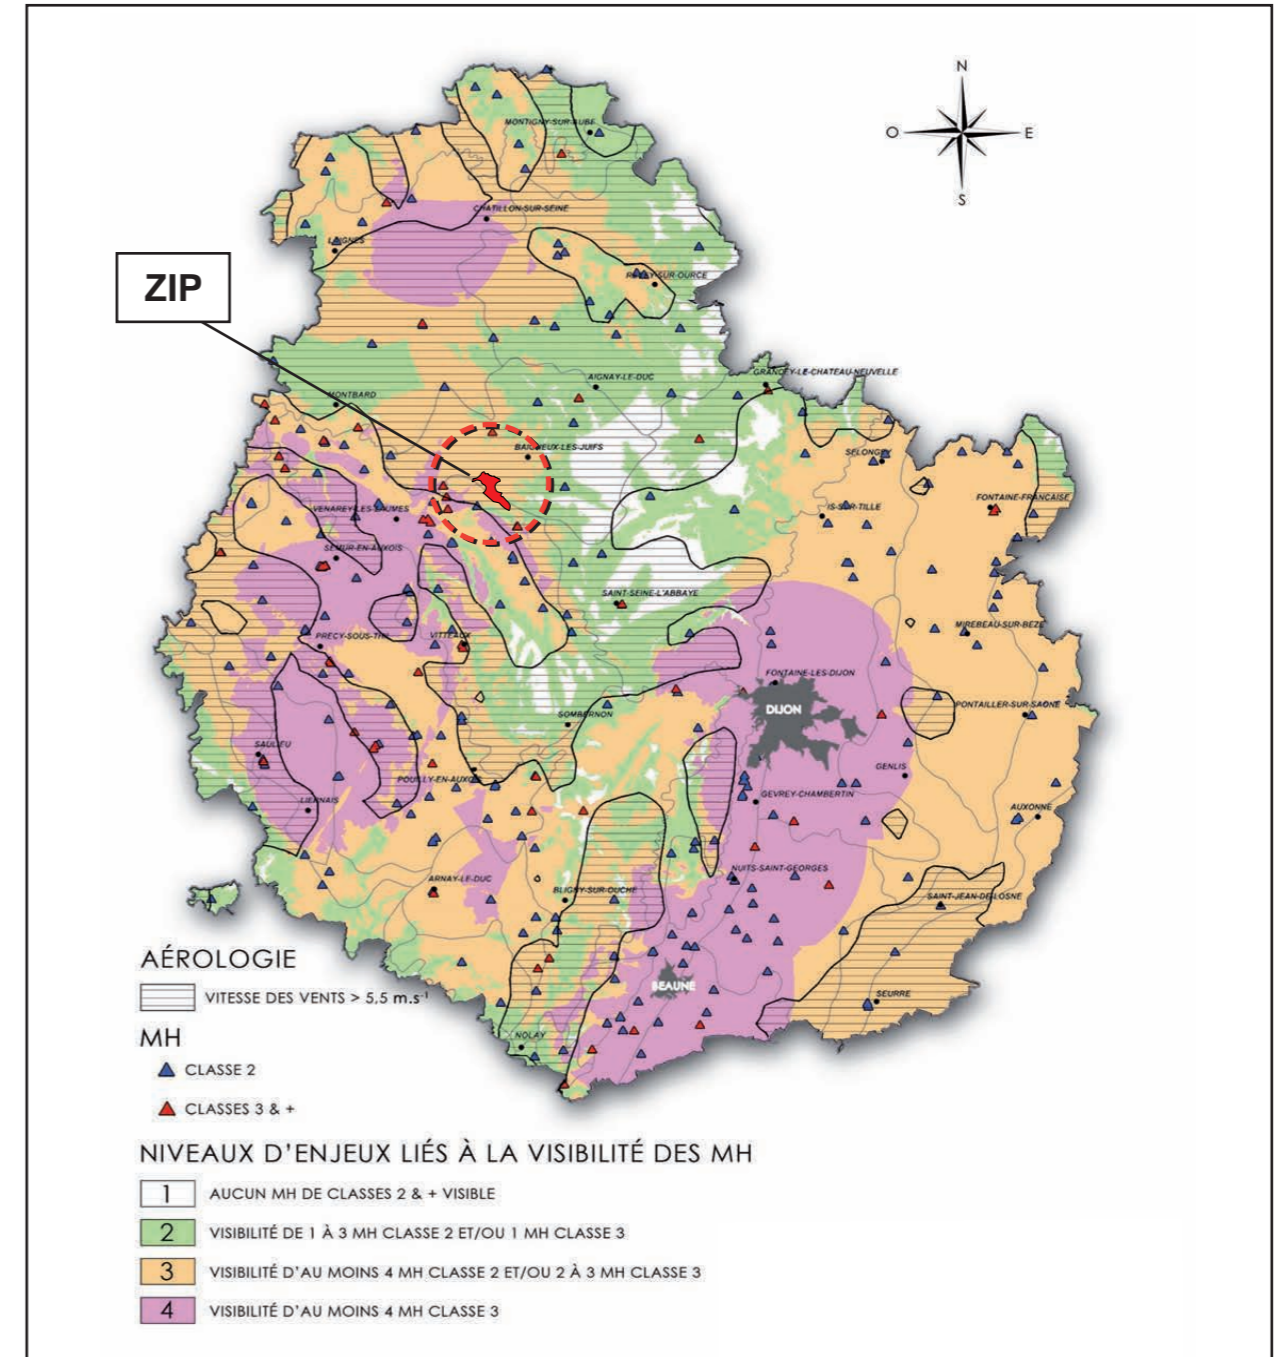 N
O
E
S
MONTIGNY-SUR-AUBE
CHATILLON-SUR-SEINE
LAIGNES
ZIP
RECEY-SUR-OURCE
AIGNAY-LE-DUC
GRANCEY-LE-CHATEAU-NEUVELLE
MONTBARD
BAIGNEUX-LES-JUIFS
SELONGEY
FONTAINE-FRANCAISE
VENAREY-LES-LAUMES
IS-SUR-TILLE
SEMUR-EN-AUXOIS
SAINT-SEINE-L'ABBAYE
MIREBEAU-SUR-BEZE
PRÉCY-SOUS-THIL
VITTEAUX
FONTAINE-LES-DIJON
DIJON
PONTAILLER-SUR-SAONE
SOMBERNON
SAULIEU
GENLIS
POUILLY-EN-AUXOIS
GEVREY-CHAMBERTIN
LIERNAIS
AUXONNE
NUITS-SAINT-GEORGES
ARNAY-LE-DUC
BLIGNY-SUR-OUCHE
SAINT-JEAN-DE-LOSNE
BEAUNE
SEURRE
NOLAY
AÉROLOGIE
VITESSE DES VENTS > 5,5 m.s⁻¹
MH
CLASSE 2
CLASSES 3 & +
NIVEAUX D'ENJEUX LIÉS À LA VISIBILITÉ DES MH
1 AUCUN MH DE CLASSES 2 & + VISIBLE
2 VISIBILITÉ DE 1 À 3 MH CLASSE 2 ET/OU 1 MH CLASSE 3
3 VISIBILITÉ D'AU MOINS 4 MH CLASSE 2 ET/OU 2 À 3 MH CLASSE 3
4 VISIBILITÉ D'AU MOINS 4 MH CLASSE 3